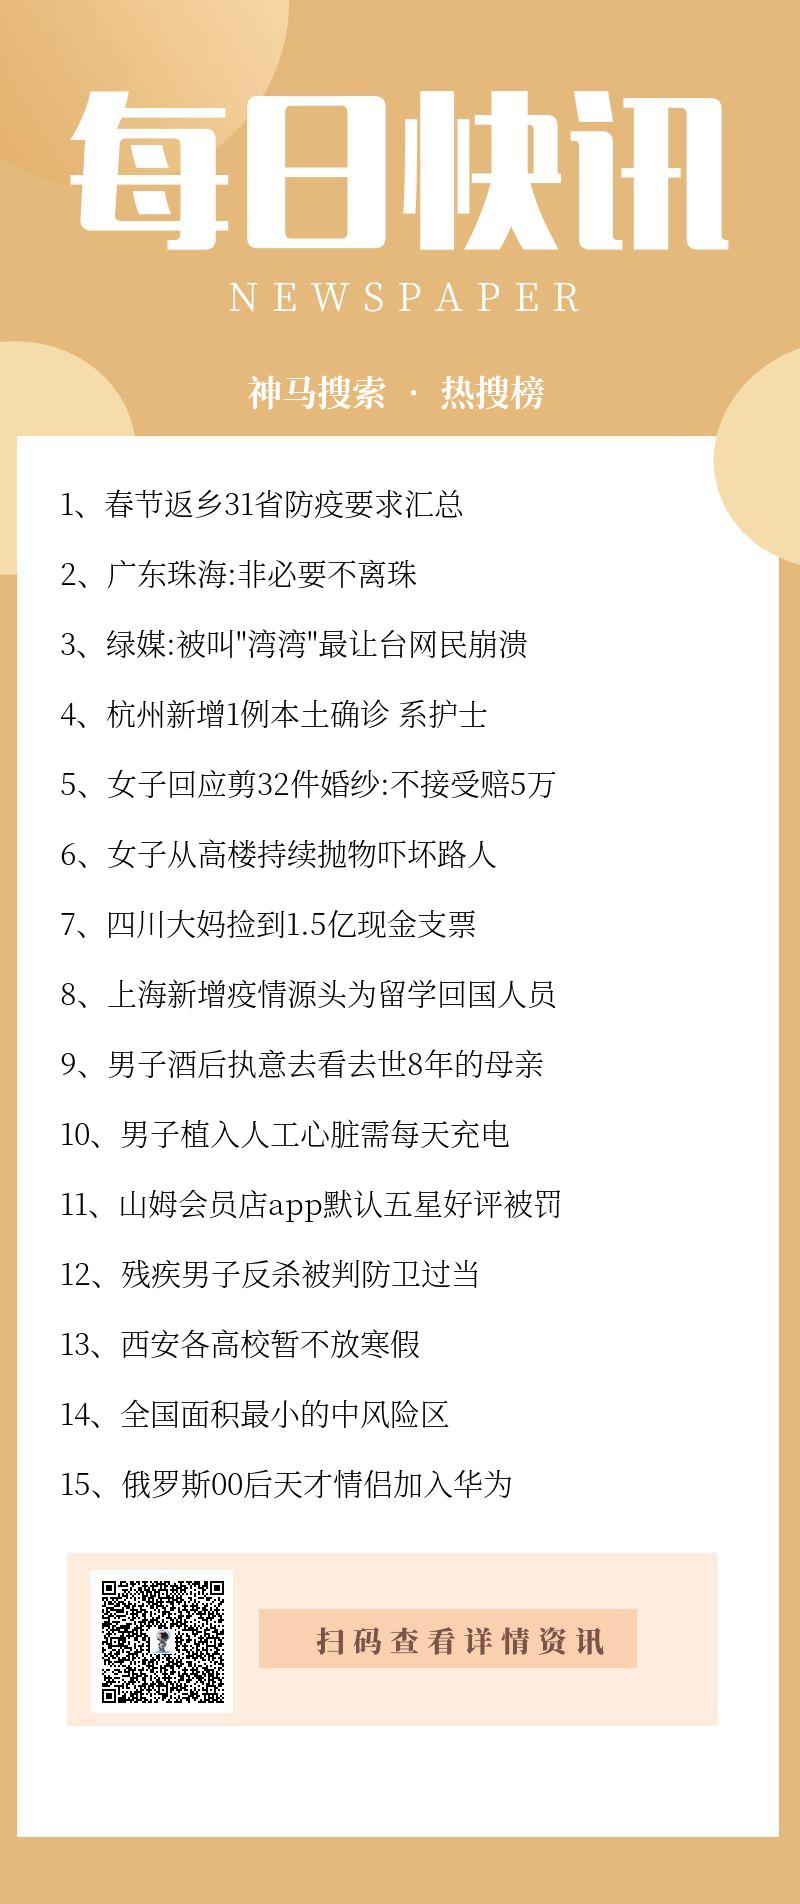 每日快讯
NEWSPAPER
神马搜索 · 热搜榜
1、春节返乡31省防疫要求汇总
2、广东珠海:非必要不离珠
3、绿媒:被叫"湾湾"最让台网民崩溃
4、杭州新增1例本土确诊 系护士
5、女子回应剪32件婚纱:不接受赔5万
6、女子从高楼持续抛物吓坏路人
7、四川大妈捡到1.5亿现金支票
8、上海新增疫情源头为留学回国人员
9、男子酒后执意去看去世8年的母亲
10、男子植入人工心脏需每天充电
11、山姆会员店app默认五星好评被罚
12、残疾男子反杀被判防卫过当
13、西安各高校暂不放寒假
14、全国面积最小的中风险区
15、俄罗斯00后天才情侣加入华为
扫码查看详情资讯